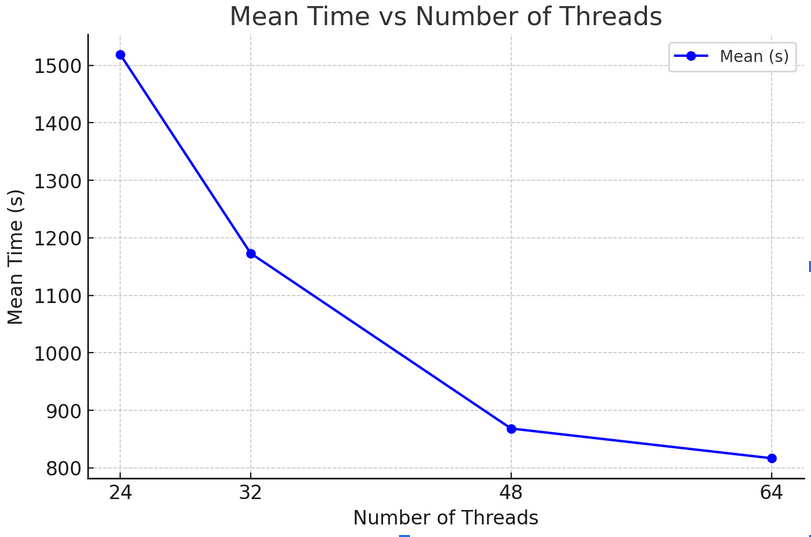 Mean Time vs Number of Threads
Mean (s)
1500
1400
1300
1200
1100
1000
900
800
Mean Time (s)
24 32 48 64
Number of Threads